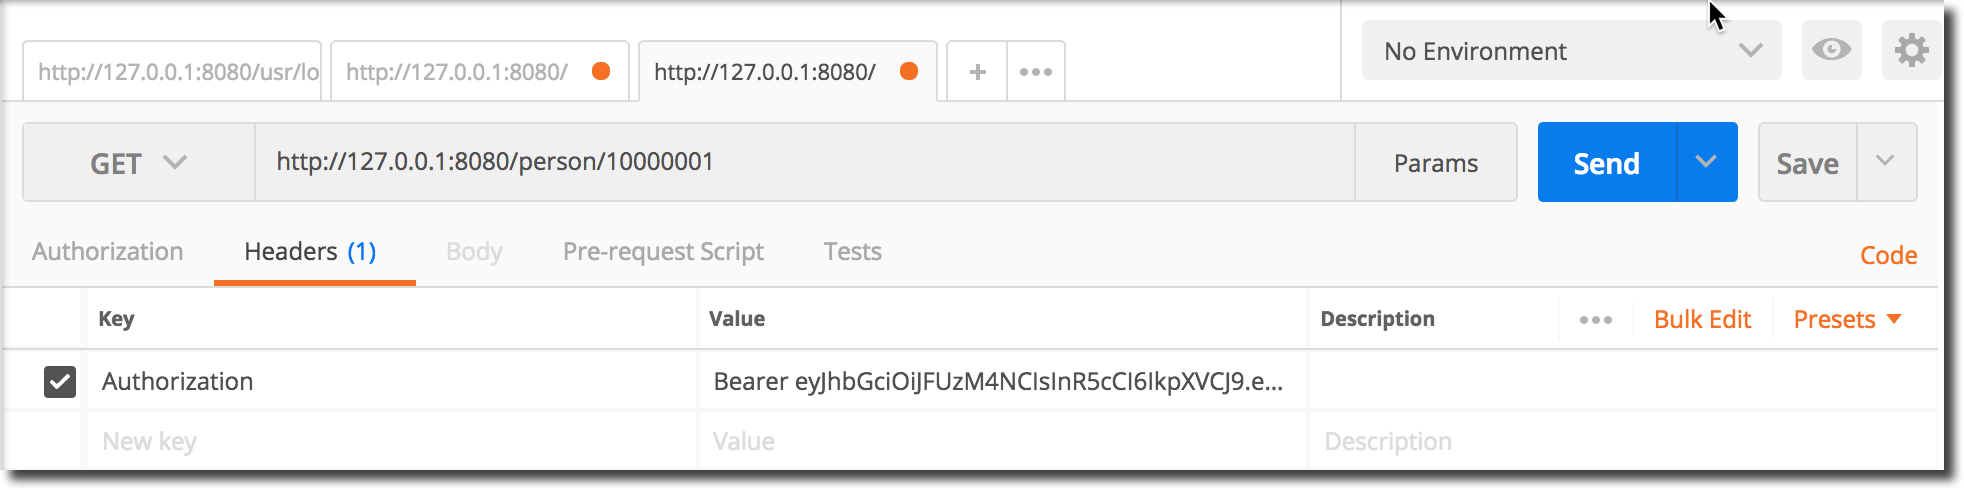 http://127.0.0.1:8080/usr/lo http://127.0.0.1:8080/ http://127.0.0.1:8080/ + ••• No Environment
GET http://127.0.0.1:8080/person/10000001 Params Send Save
Authorization Headers (1) Body Pre-request Script Tests Code
Key Value Description ••• Bulk Edit Presets
Authorization Bearer eyJhbGciOiJFUzM4NCIsInR5cCI6IkpXVCJ9.e...
New key Value Description